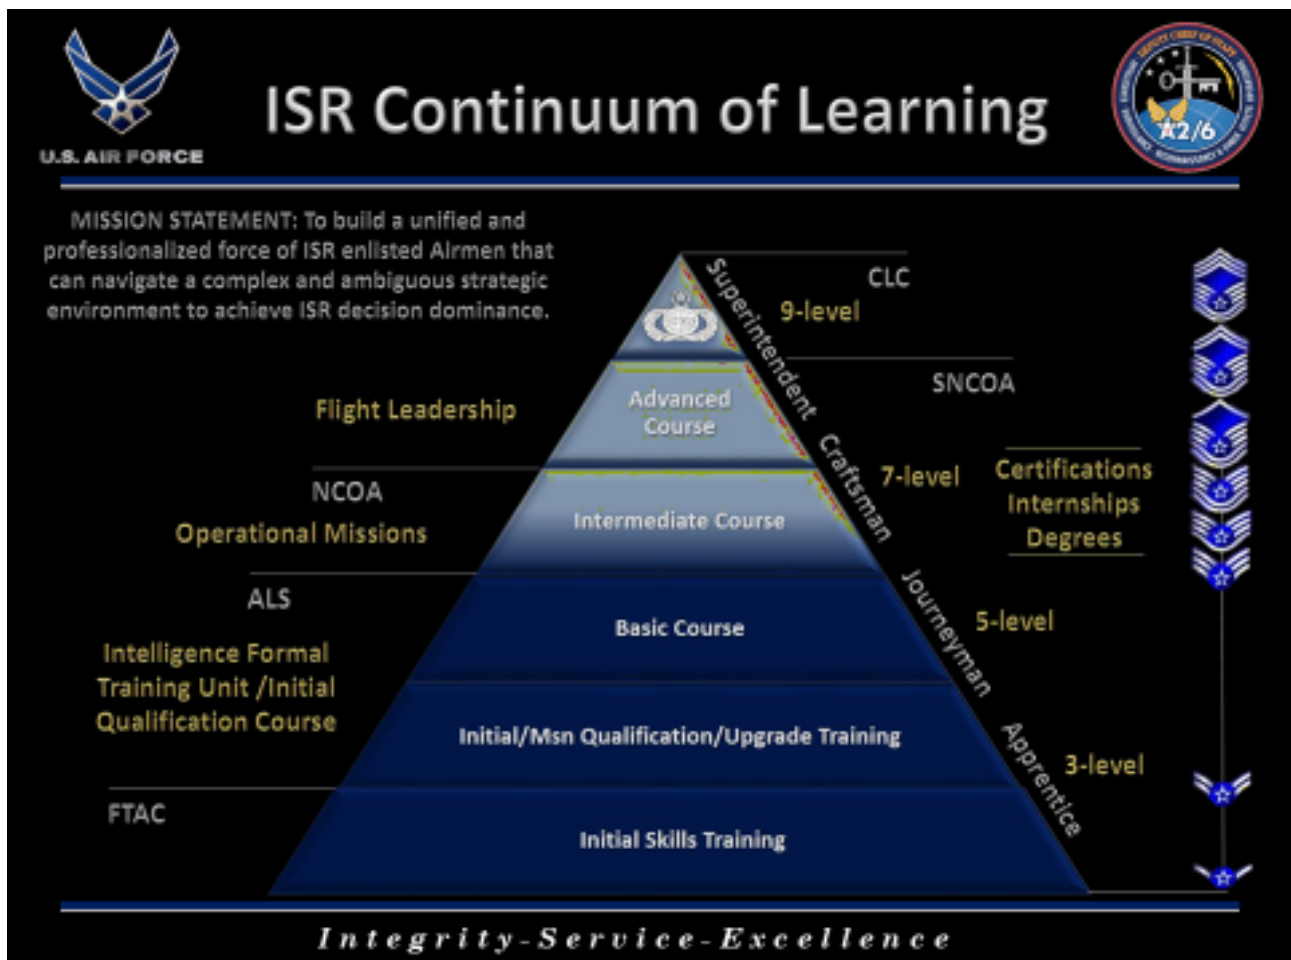 U.S. AIR FORCE
ISR Continuum of Learning
DEPUTY CHIEF OF STAFF
A2/6
MISSION STATEMENT: To build a unified and
professionalized force of ISR enlisted Airmen that
can navigate a complex and ambiguous strategic
environment to achieve ISR decision dominance.
CLC
9-level
Superintendent
SNCOA
Flight Leadership
Advanced
Course
Craftsman
7-level
Certifications
Internships
Degrees
NCOA
Operational Missions
Intermediate Course
ALS
Journeyman
5-level
Basic Course
Intelligence Formal
Training Unit /Initial
Qualification Course
Initial/Msn Qualification/Upgrade Training
Apprentice
3-level
FTAC
Initial Skills Training
Integrity-Service-Excellence